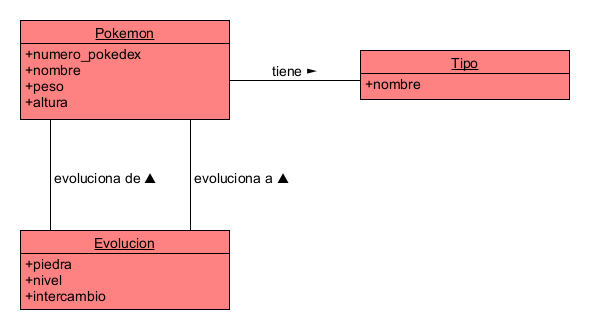 Pokemon
+numero_pokedex
+nombre
+peso
+altura
tiene ►
Tipo
+nombre
evoluciona de ▲
evoluciona a ▲
Evolucion
+piedra
+nivel
+intercambio